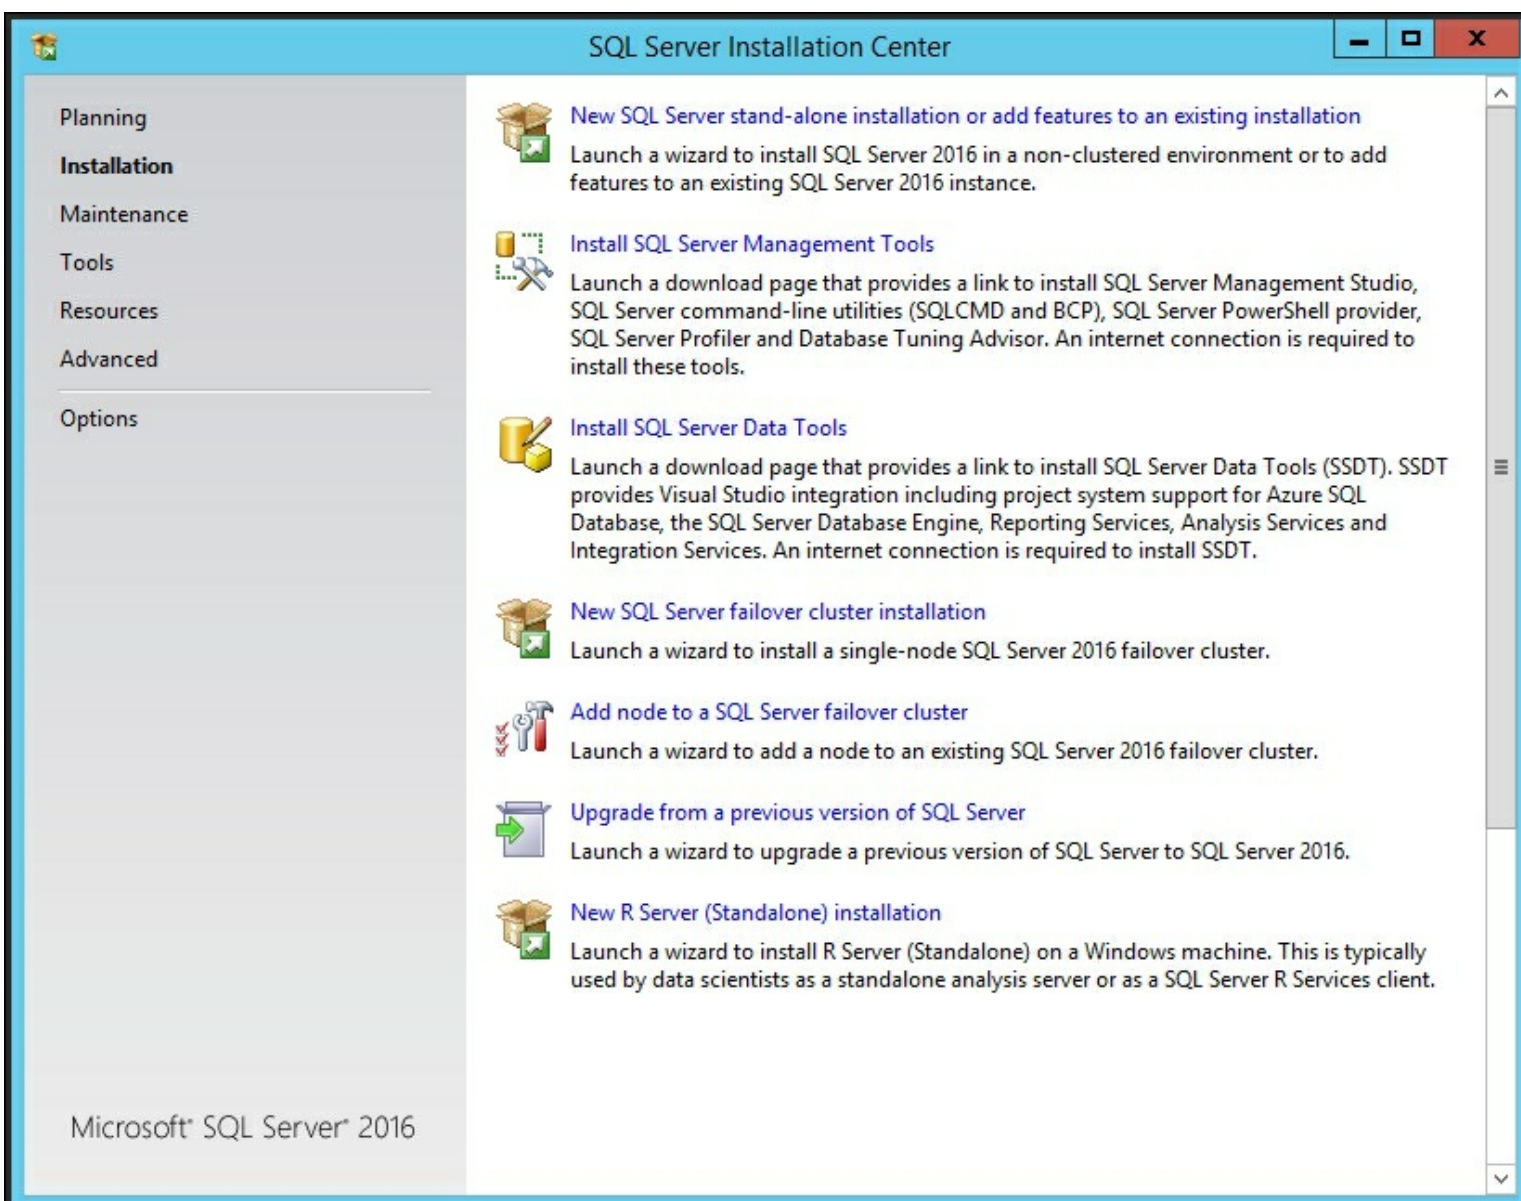 SQL Server Installation Center
Planning
Installation
Maintenance
Tools
Resources
Advanced
Options
Microsoft® SQL Server® 2016
New SQL Server stand-alone installation or add features to an existing installation
Launch a wizard to install SQL Server 2016 in a non-clustered environment or to add
features to an existing SQL Server 2016 instance.
Install SQL Server Management Tools
Launch a download page that provides a link to install SQL Server Management Studio,
SQL Server command-line utilities (SQLCMD and BCP), SQL Server PowerShell provider,
SQL Server Profiler and Database Tuning Advisor. An internet connection is required to
install these tools.
Install SQL Server Data Tools
Launch a download page that provides a link to install SQL Server Data Tools (SSDT). SSDT
provides Visual Studio integration including project system support for Azure SQL
Database, the SQL Server Database Engine, Reporting Services, Analysis Services and
Integration Services. An internet connection is required to install SSDT.
New SQL Server failover cluster installation
Launch a wizard to install a single-node SQL Server 2016 failover cluster.
Add node to a SQL Server failover cluster
Launch a wizard to add a node to an existing SQL Server 2016 failover cluster.
Upgrade from a previous version of SQL Server
Launch a wizard to upgrade a previous version of SQL Server to SQL Server 2016.
New R Server (Standalone) installation
Launch a wizard to install R Server (Standalone) on a Windows machine. This is typically
used by data scientists as a standalone analysis server or as a SQL Server R Services client.